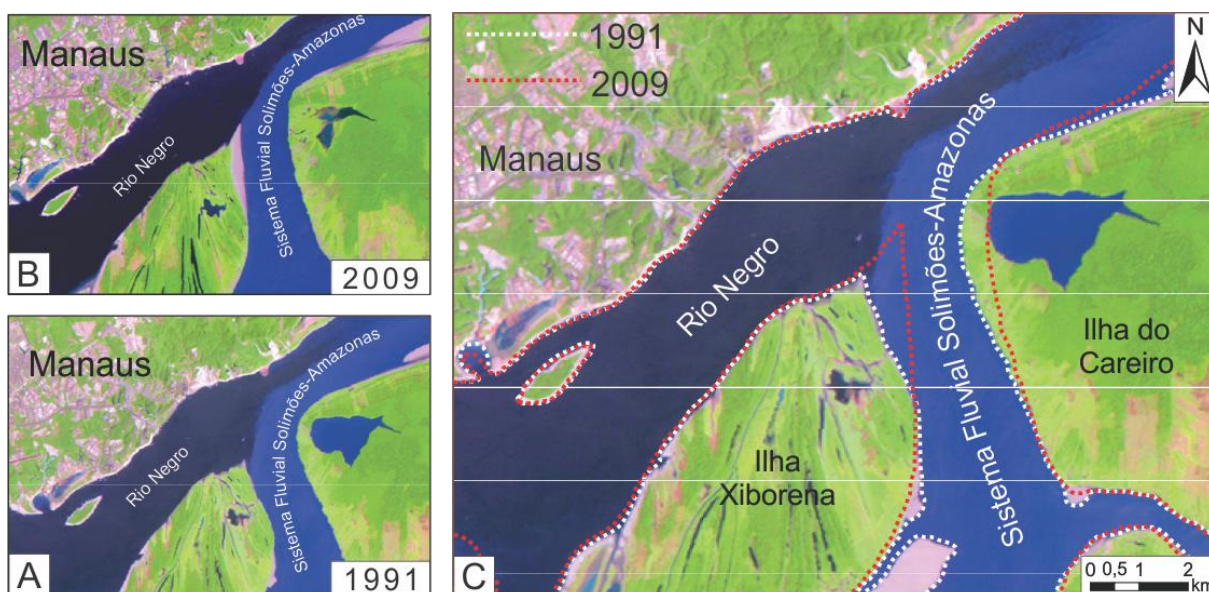 Manaus
Rio Negro
Sistema Fluvial Solimões-Amazonas
B
2009
Manaus
Rio Negro
Sistema Fluvial Solimões-Amazonas
A
1991
1991
2009
N
Manaus
Rio Negro
Sistema Fluvial Solimões-Amazonas
Ilha do
Careiro
Ilha
Xiborena
C
0 0,5 1 2
km